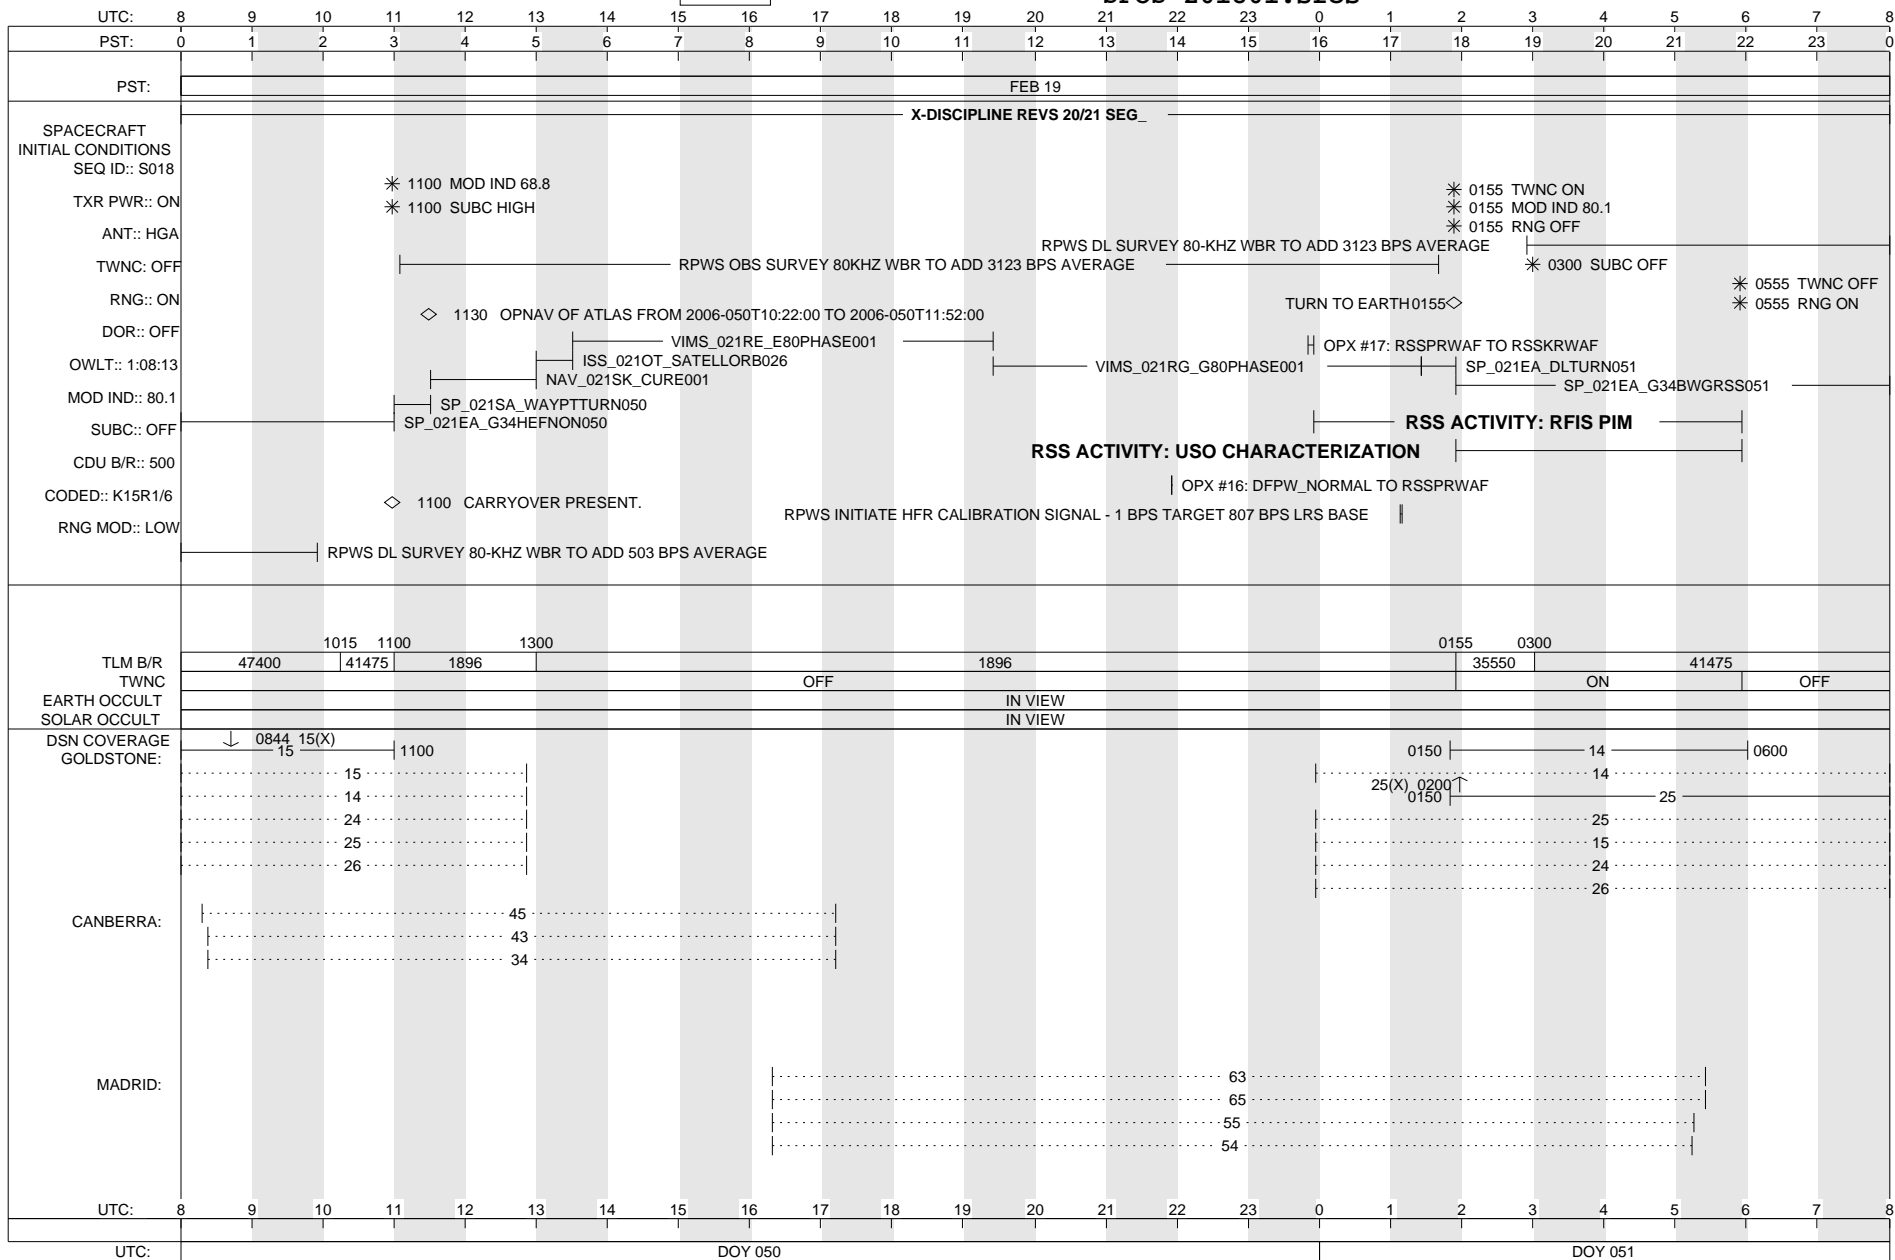 UTC: 8 9 10 11 12 13 14 15 16 17 18 19 20 21 22 23 0 1 2 3 4 5 6 7 8
PST: 0 1 2 3 4 5 6 7 8 9 10 11 12 13 14 15 16 17 18 19 20 21 22 23 0
PST: FEB 19
X-DISCIPLINE REVS 20/21 SEG_
SPACECRAFT
INITIAL CONDITIONS
SEQ ID:: S018
TXR PWR:: ON
ANT:: HGA
TWNC: OFF
RNG:: ON
DOR:: OFF
OWLT:: 1:08:13
MOD IND:: 80.1
SUBC:: OFF
CDU B/R:: 500
CODED:: K15R1/6
RNG MOD:: LOW
1100 MOD IND 68.8
1100 SUBC HIGH
0155 TWNC ON
0155 MOD IND 80.1
0155 RNG OFF
RPWS DL SURVEY 80-KHZ WBR TO ADD 3123 BPS AVERAGE
RPWS OBS SURVEY 80KHZ WBR TO ADD 3123 BPS AVERAGE
0300 SUBC OFF
0555 TWNC OFF
TURN TO EARTH 0155
0555 RNG ON
1130 OPNAV OF ATLAS FROM 2006-050T10:22:00 TO 2006-050T11:52:00
VIMS_021RE_E80PHASE001
OPX #17: RSSPRWAF TO RSSKRWAF
ISS_021OT_SATELLORB026
VIMS_021RG_G80PHASE001
SP_021EA_DLTURN051
NAV_021SK_CURE001
SP_021EA_G34BWGRSS051
SP_021SA_WAYPTTURN050
SP_021EA_G34HEFNON050
RSS ACTIVITY: RFIS PIM
RSS ACTIVITY: USO CHARACTERIZATION
OPX #16: DFPW_NORMAL TO RSSPRWAF
1100 CARRYOVER PRESENT.
RPWS INITIATE HFR CALIBRATION SIGNAL - 1 BPS TARGET 807 BPS LRS BASE
RPWS DL SURVEY 80-KHZ WBR TO ADD 503 BPS AVERAGE
1015 1100 1300 0155 0300
TLM B/R 47400 41475 1896 1896 35550 41475
TWNC OFF ON OFF
EARTH OCCULT IN VIEW
SOLAR OCCULT IN VIEW
DSN COVERAGE
GOLDSTONE:
0844 15(X)
15 1100
0150 14 0600
15
14
25(X) 0200
14
0150 25
24
25
25
15
26
24
26
CANBERRA:
45
43
34
MADRID:
63
65
55
54
UTC: 8 9 10 11 12 13 14 15 16 17 18 19 20 21 22 23 0 1 2 3 4 5 6 7 8
UTC: DOY 050 DOY 051